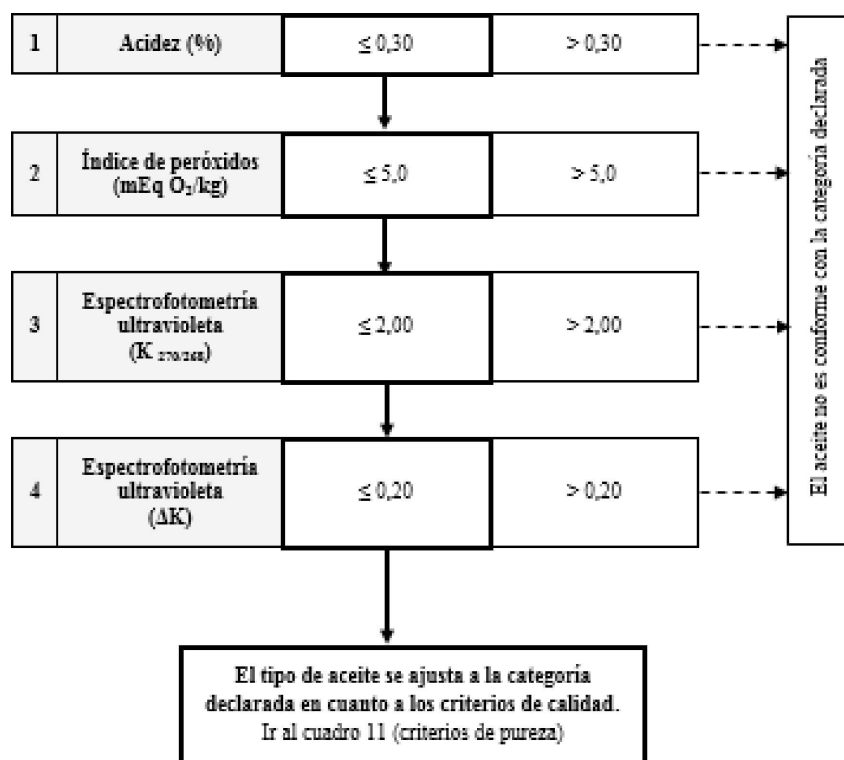 1 Acidez (%) ≤ 0,30 > 0,30
2 Índice de peróxidos
(mEq O₂/kg) ≤ 5,0 > 5,0
3 Espectrofotometría
ultravioleta
(K 270/268) ≤ 2,00 > 2,00
4 Espectrofotometría
ultravioleta
(ΔK) ≤ 0,20 > 0,20
El aceite no es conforme con la categoría declarada
El tipo de aceite se ajusta a la categoría
declarada en cuanto a los criterios de calidad.
Ir al cuadro 11 (criterios de pureza)